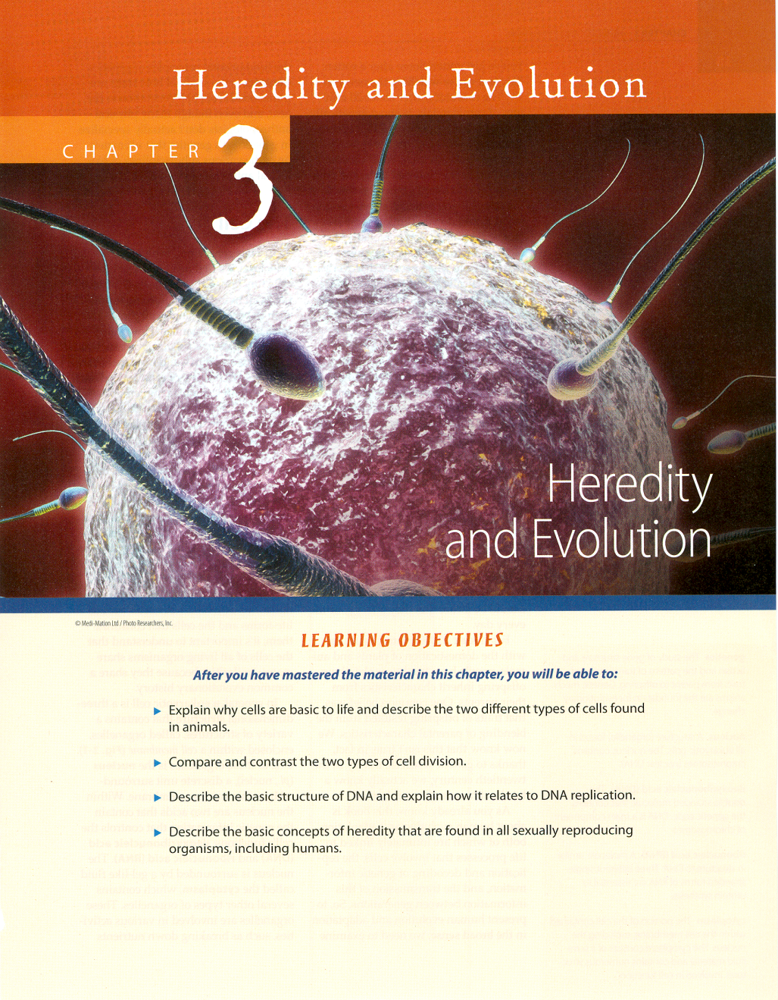 Heredity and Evolution
CHAPTER 3
Heredity
and Evolution
© Medi-Mation Ltd / Photo Researchers, Inc.
LEARNING OBJECTIVES
After you have mastered the material in this chapter, you will be able to:
▶ Explain why cells are basic to life and describe the two different types of cells found
in animals.
▶ Compare and contrast the two types of cell division.
▶ Describe the basic structure of DNA and explain how it relates to DNA replication.
▶ Describe the basic concepts of heredity that are found in all sexually reproducing
organisms, including humans.